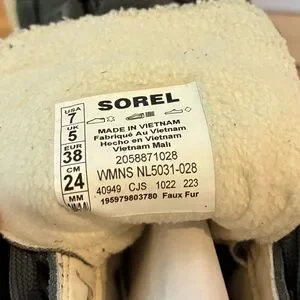 USA 7
UK 5
EUR 38
CM 24
MM
SOREL
MADE IN VIETNAM
Fabriqué Au Vietnam
Hecho en Vietnam
Vietnam Malı
2058871028
WMNS NL5031-028
40949 CJS 1022 223
195979803780 Faux Fur